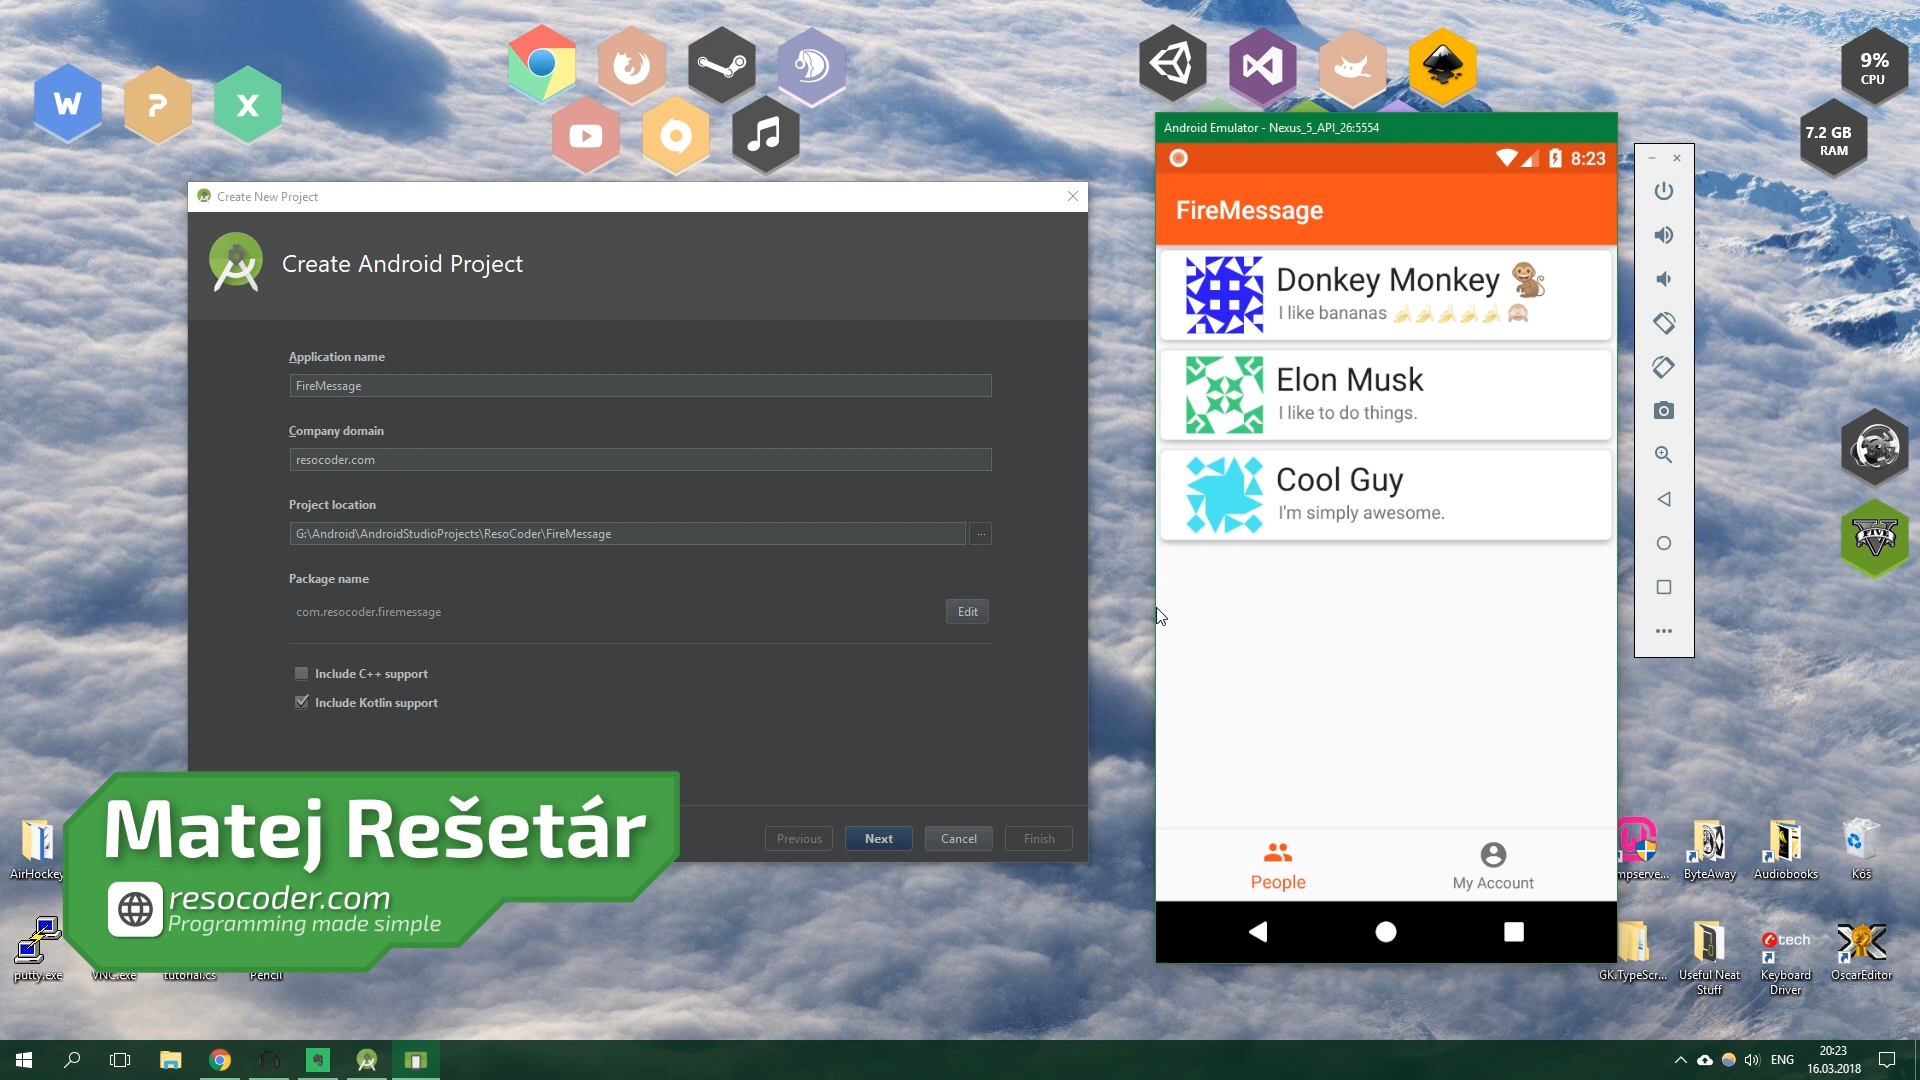 W
P
X
9%
CPU
7.2 GB
RAM
Create New Project
Create Android Project
Application name
FireMessage
Company domain
resocoder.com
Project location
G:\Android\AndroidStudioProjects\ResoCoder\FireMessage
...
Package name
com.resocoder.firemessage
Edit
Include C++ support
Include Kotlin support
Previous
Next
Cancel
Finish
Android Emulator - Nexus_5_API_26:5554
8:23
FireMessage
Donkey Monkey 🐒
I like bananas 🍌🍌🍌🍌🍌 🙈
Elon Musk
I like to do things.
Cool Guy
I'm simply awesome.
People
My Account
Matej Rešetár
resocoder.com
Programming made simple
AirHockey
putty.exe
VNC.exe
tutorial.cs
Pencil
mpserve...
ByteAway
Audiobooks
Kôš
GK.TypeScr...
Useful Neat
Stuff
tech
Keyboard
Driver
OscarEditor
ENG
20:23
16.03.2018